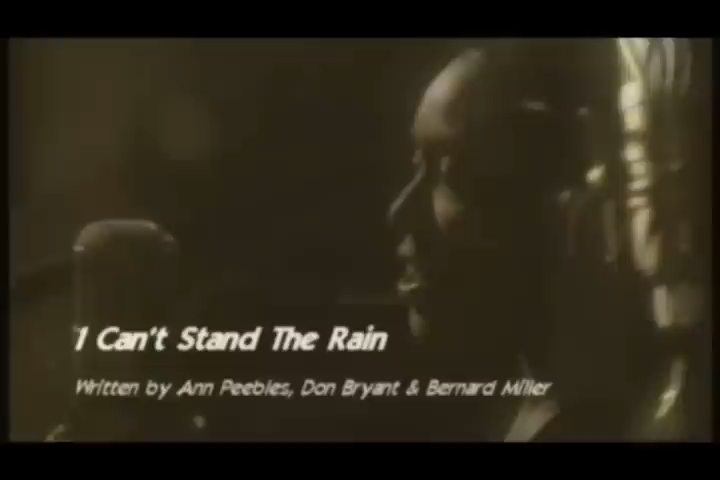 I Can't Stand The Rain
Written by Ann Peebles, Don Bryant & Bernard Miller